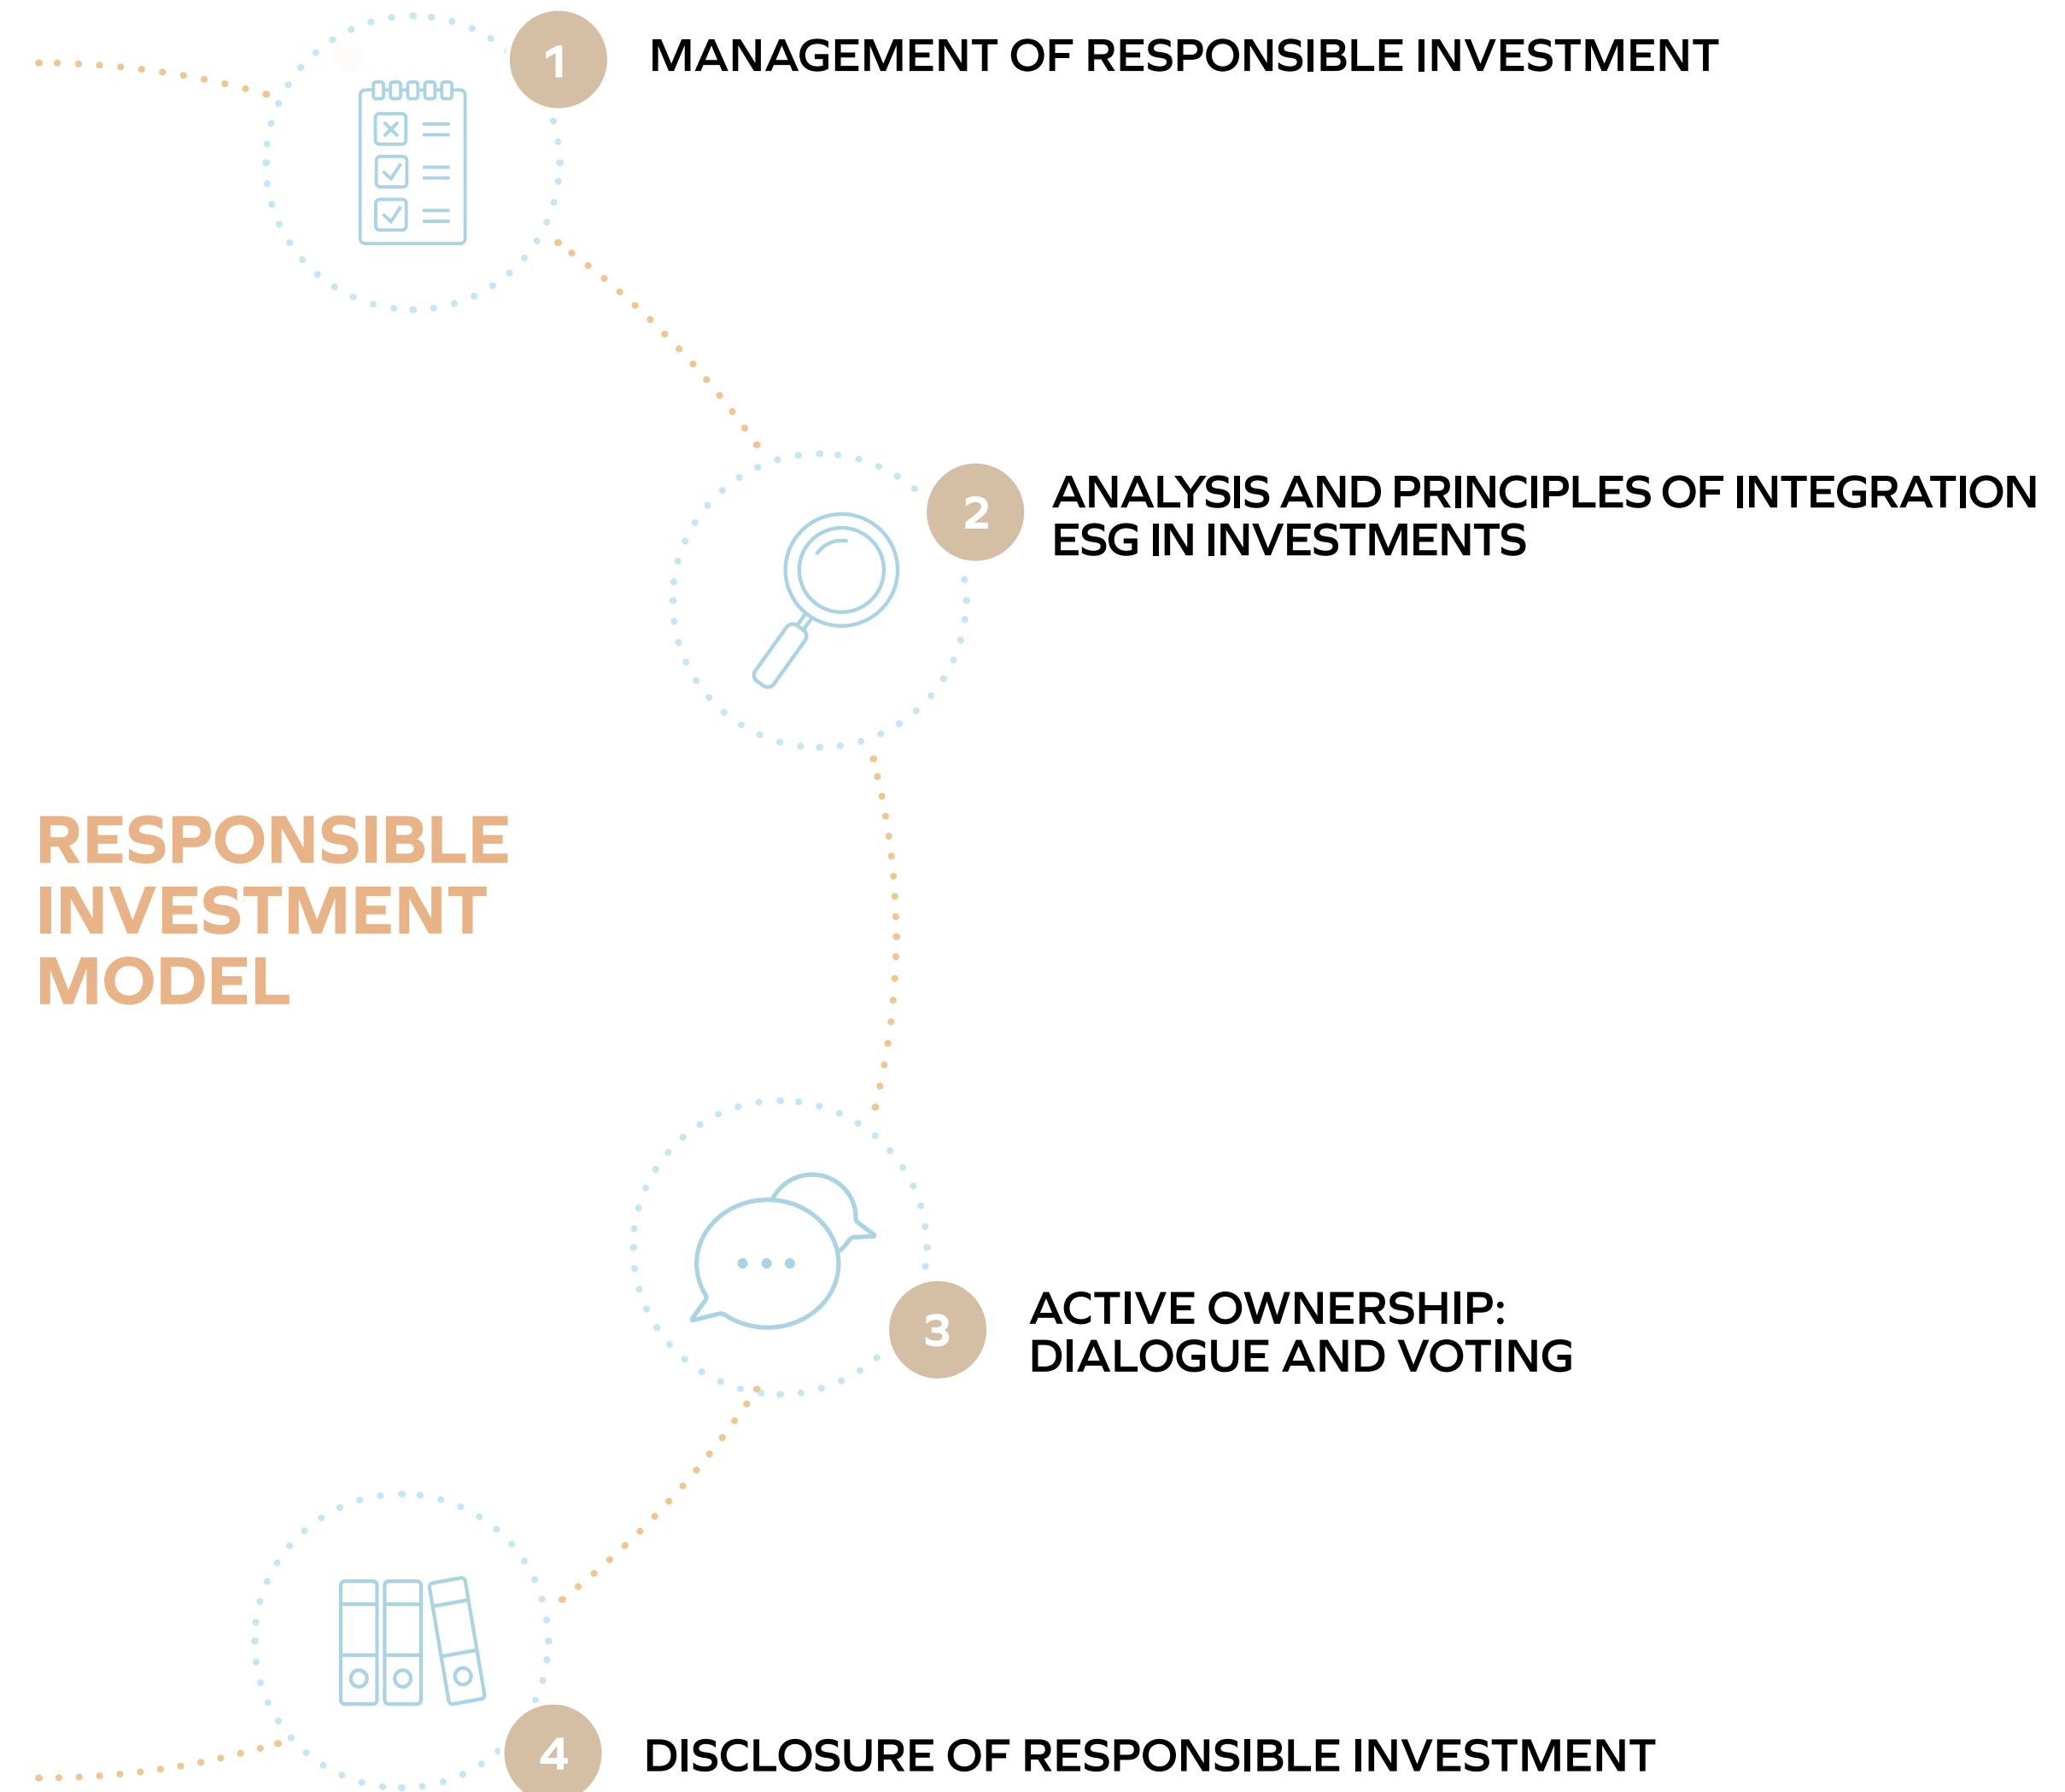 1
MANAGEMENT OF RESPONSIBLE INVESTMENT
2
ANALYSIS AND PRINCIPLES OF INTEGRATION
ESG IN INVESTMENTS
RESPONSIBLE
INVESTMENT
MODEL
3
ACTIVE OWNERSHIP:
DIALOGUE AND VOTING
4
DISCLOSURE OF RESPONSIBLE INVESTMENT